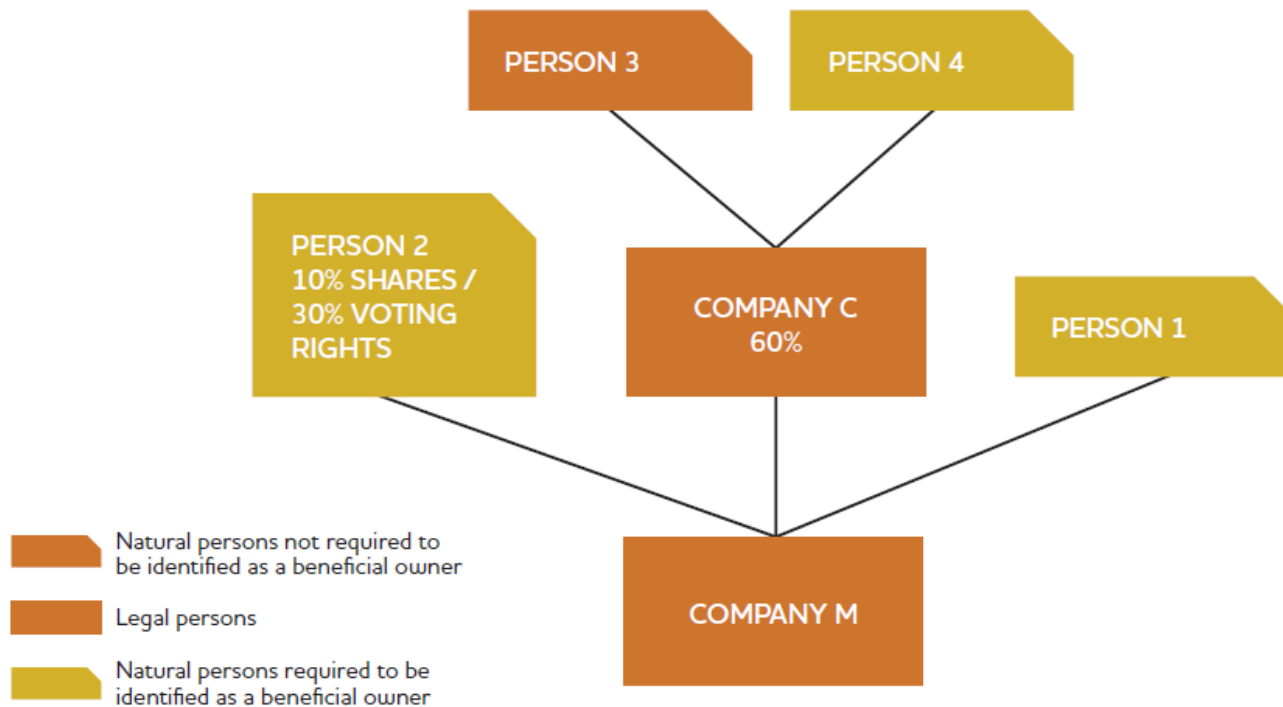 PERSON 3
PERSON 4
PERSON 2
10% SHARES /
30% VOTING
RIGHTS
COMPANY C
60%
PERSON 1
COMPANY M
Natural persons not required to
be identified as a beneficial owner
Legal persons
Natural persons required to be
identified as a beneficial owner